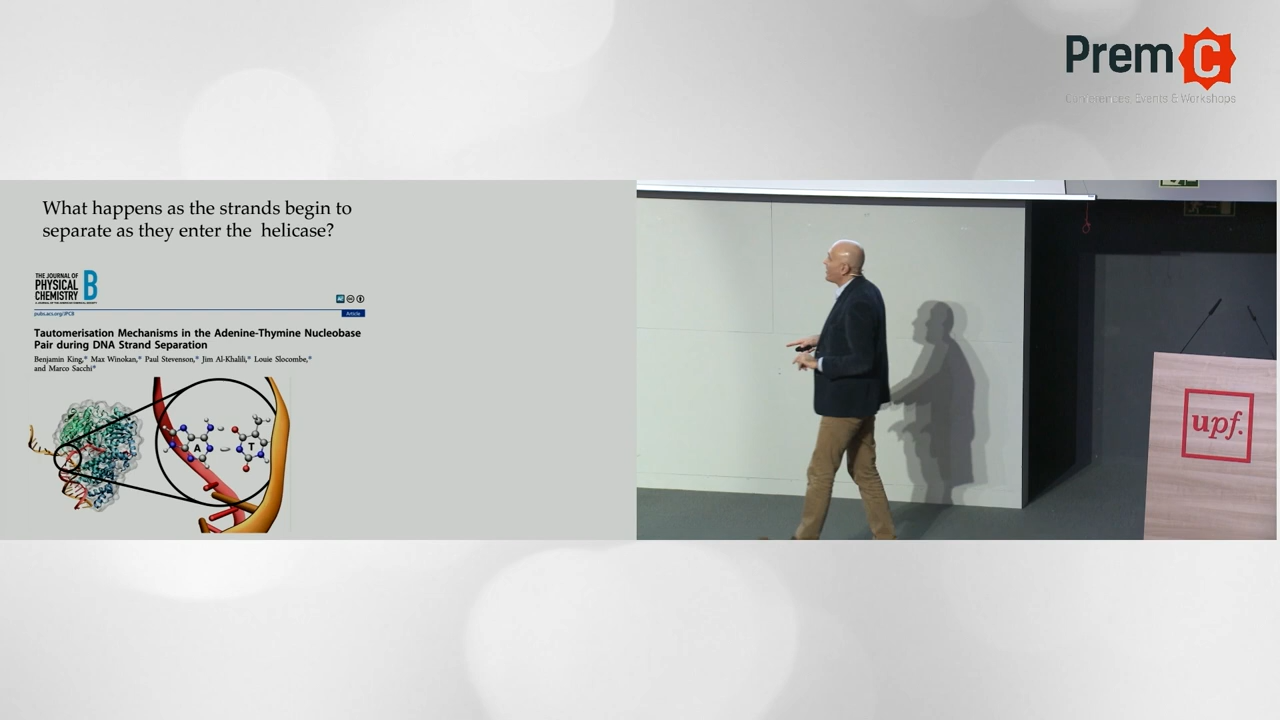 Prem C
Conferences, Events & Workshops
What happens as the strands begin to
separate as they enter the helicase?
THE JOURNAL OF
PHYSICAL
CHEMISTRY B
pubs.acs.org/JPCB
Article
Tautomerisation Mechanisms in the Adenine-Thymine Nucleobase
Pair during DNA Strand Separation
Benjamin King,* Max Winokan,* Paul Stevenson,* Jim Al-Khalili,* Louie Slocombe,*
and Marco Sacchi*
A
T
upf.